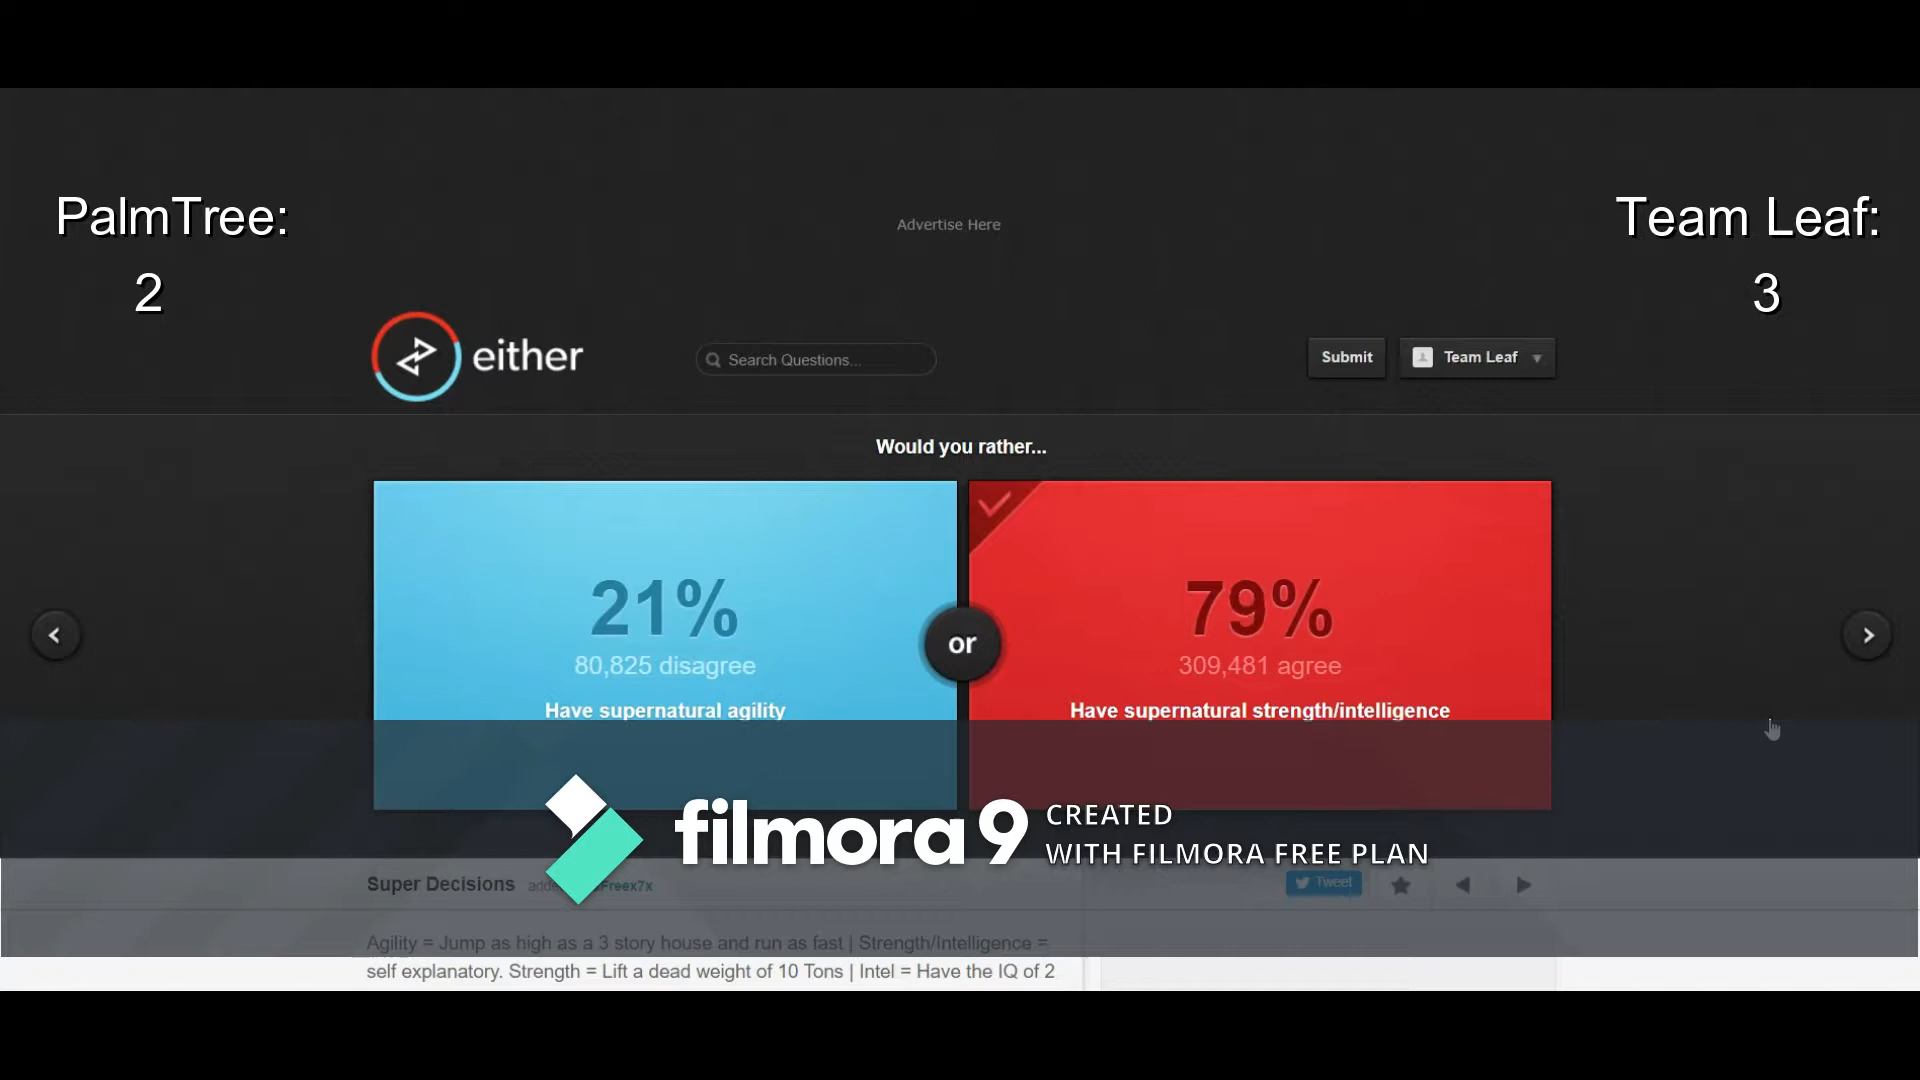 PalmTree:
2
Team Leaf:
3
Advertise Here
either
Search Questions...
Submit
Team Leaf
Would you rather...
21%
80,825 disagree
Have supernatural agility
or
79%
309,481 agree
Have supernatural strength/intelligence
filmora9
CREATED
WITH FILMORA FREE PLAN
Super Decisions
Freex7x
Tweet
Agility = Jump as high as a 3 story house and run as fast | Strength/Intelligence =
self explanatory. Strength = Lift a dead weight of 10 Tons | Intel = Have the IQ of 2